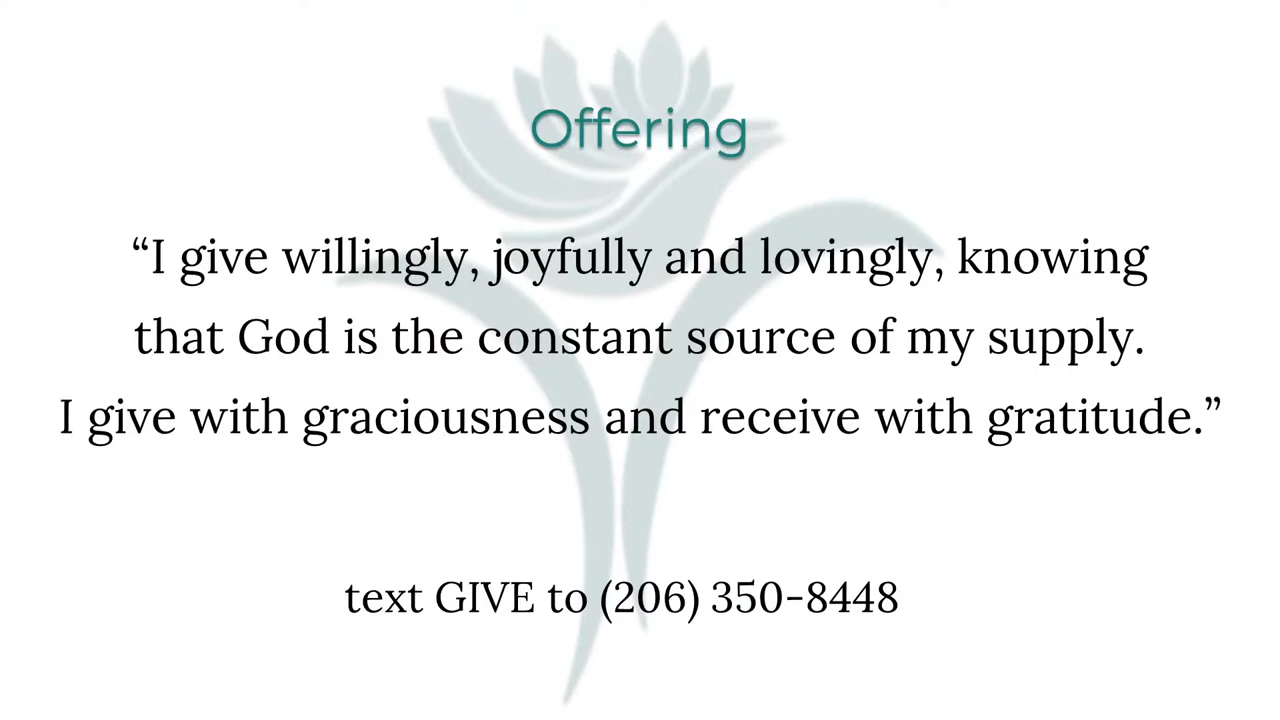 Offering
“I give willingly, joyfully and lovingly, knowing
that God is the constant source of my supply.
I give with graciousness and receive with gratitude.”
text GIVE to (206) 350-8448